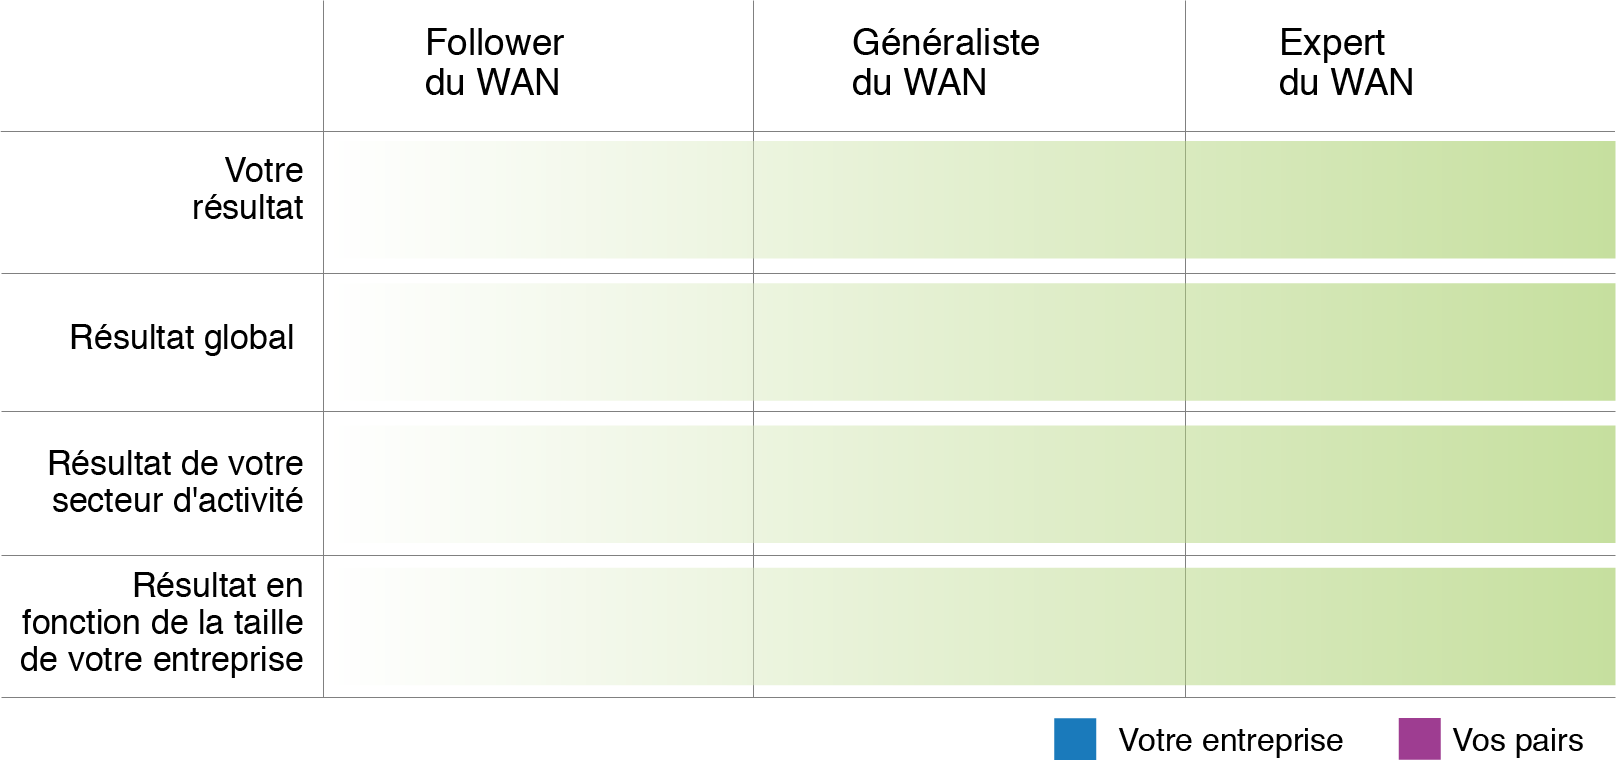 Follower
du WAN
Généraliste
du WAN
Expert
du WAN
Votre
résultat
Résultat global
Résultat de votre
secteur d'activité
Résultat en
fonction de la taille
de votre entreprise
Votre entreprise
Vos pairs